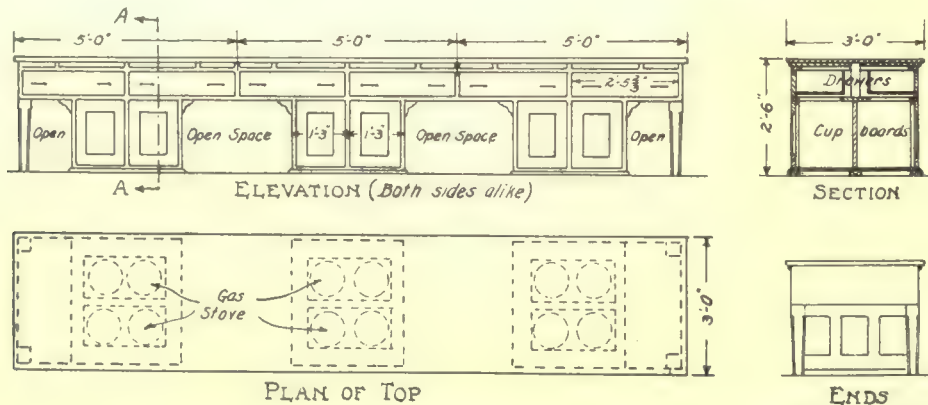 A
5'-0" 5'-0" 5'-0"
2'-5 3/4"
Open Open Space 1'-3" 1'-3" Open Space Open
A
ELEVATION (Both sides alike)
3'-0"
Drawers
2'-6"
Cup boards
SECTION
Gas
Stove
3'-0"
PLAN OF TOP
ENDS